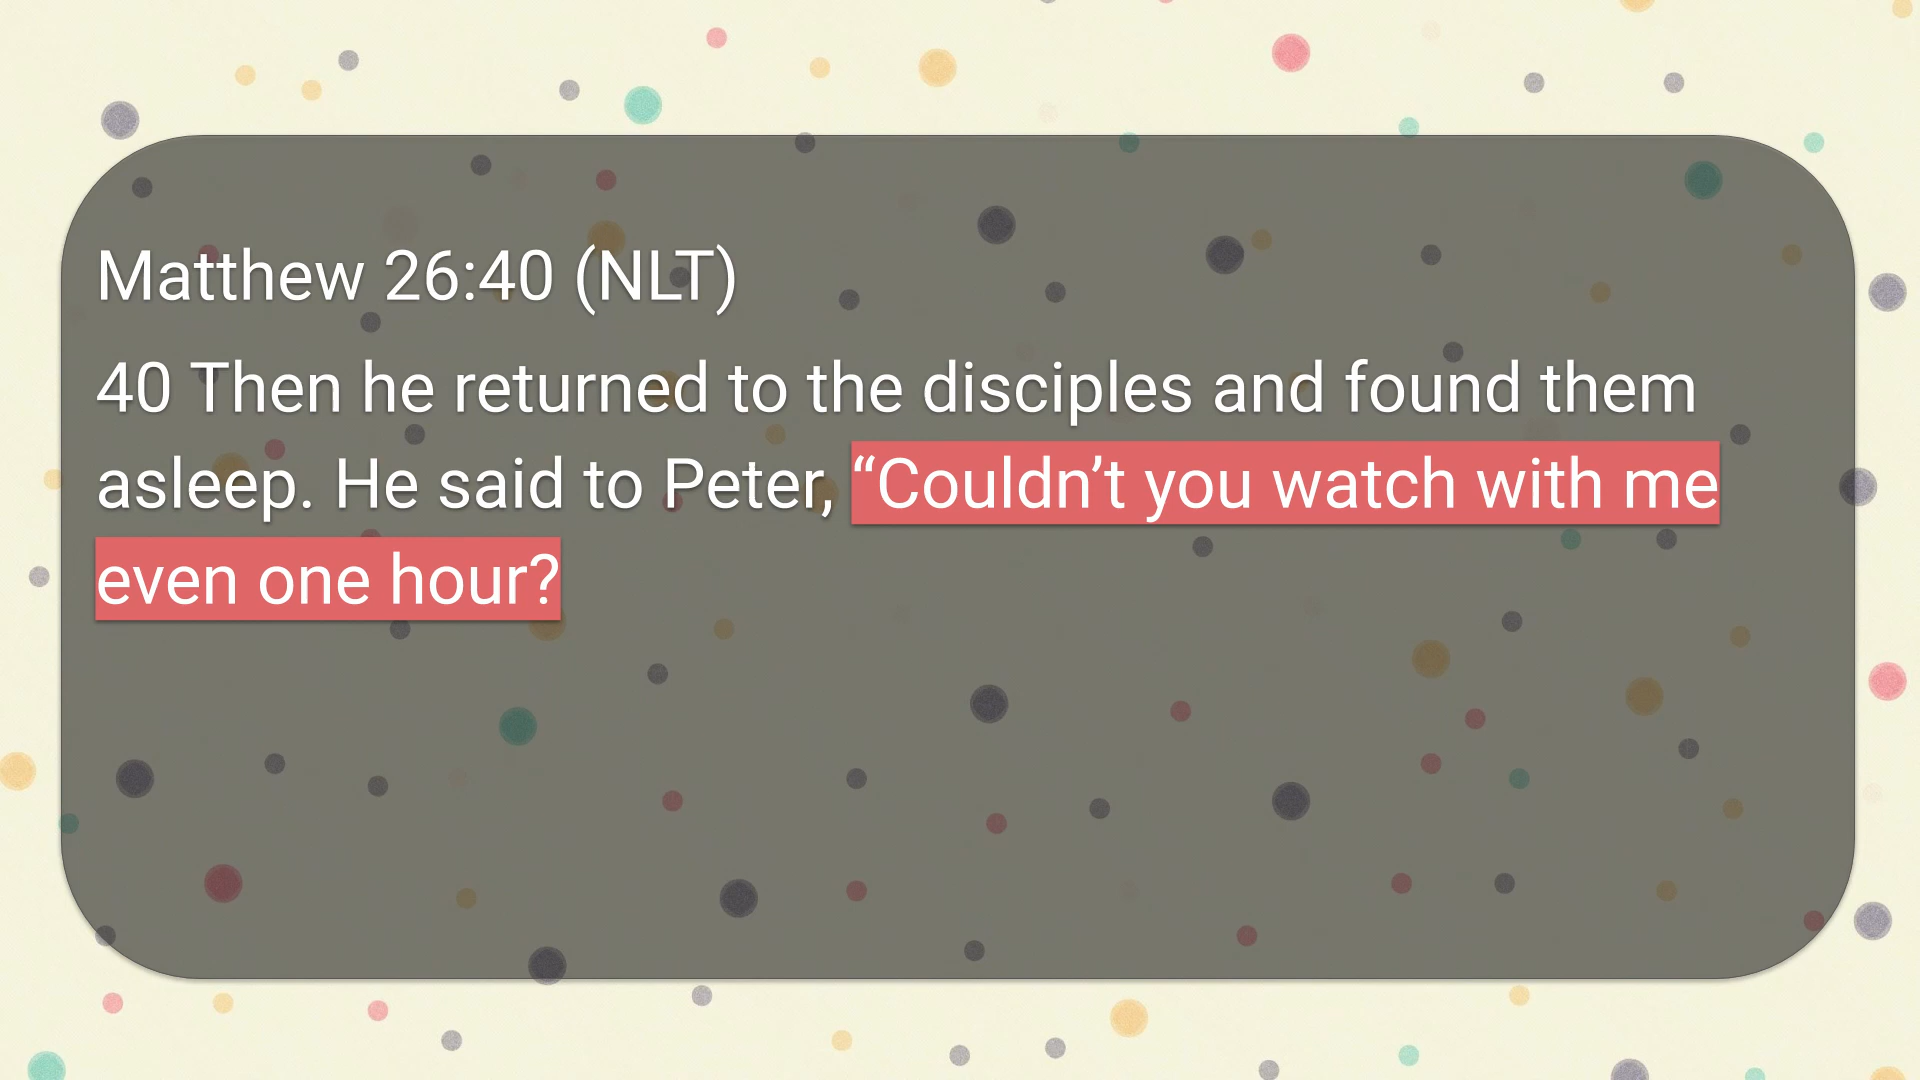 Matthew 26:40 (NLT)
40 Then he returned to the disciples and found them
asleep. He said to Peter, “Couldn’t you watch with me
even one hour?